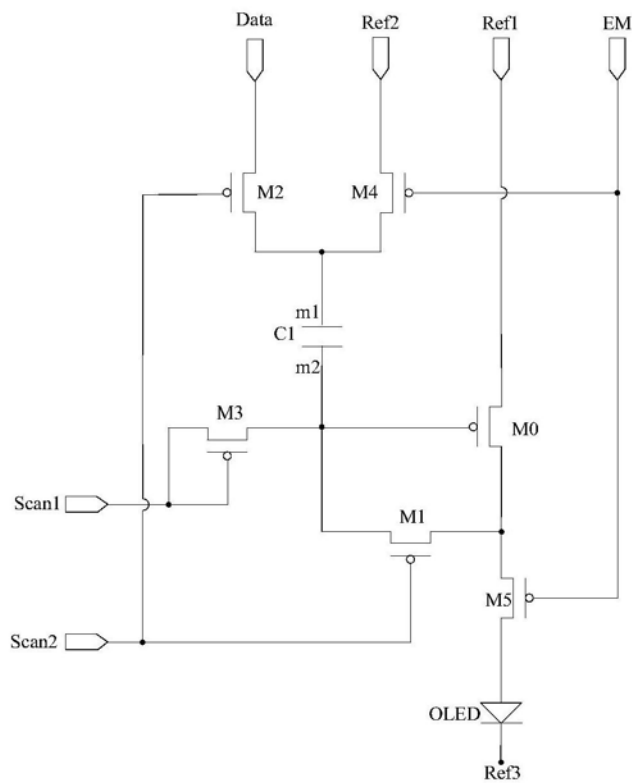 Data Ref2 Ref1 EM
M2 M4
m1
C1
m2
M3
M0
Scan1
M1
M5
Scan2
OLED
Ref3